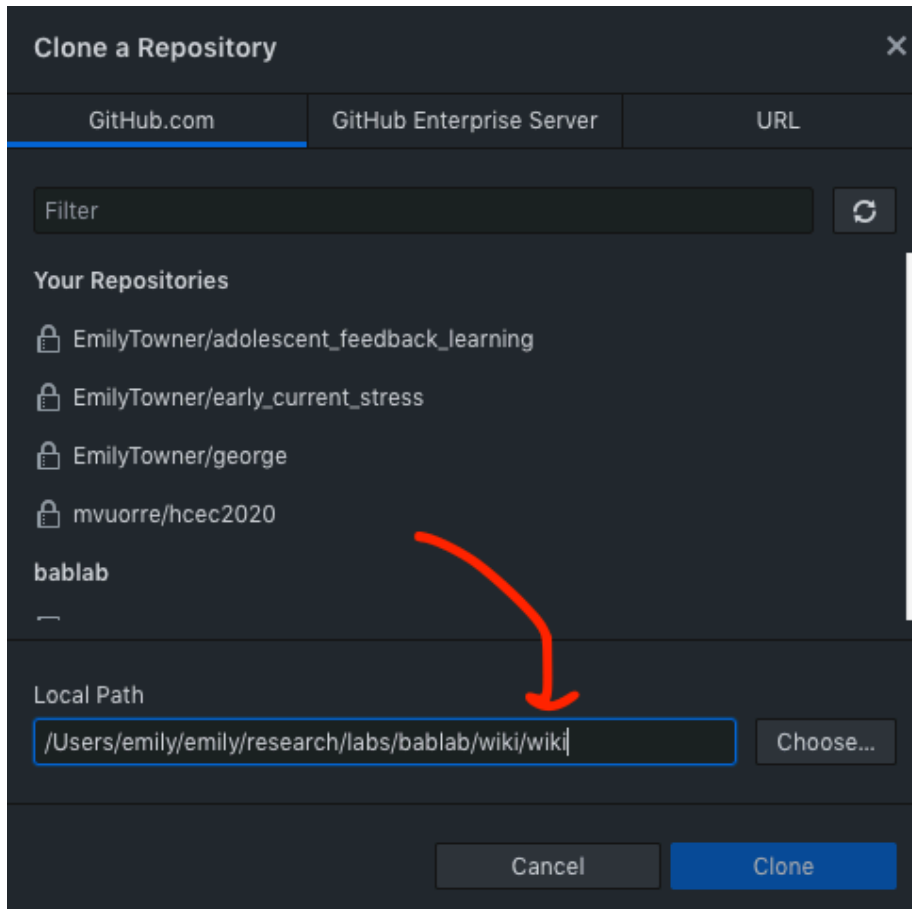 Clone a Repository
GitHub.com
GitHub Enterprise Server
URL
Filter
Your Repositories
EmilyTowner/adolescent_feedback_learning
EmilyTowner/early_current_stress
EmilyTowner/george
mvuorre/hcec2020
bablab
Local Path
/Users/emily/emily/research/labs/bablab/wiki/wiki
Choose...
Cancel
Clone